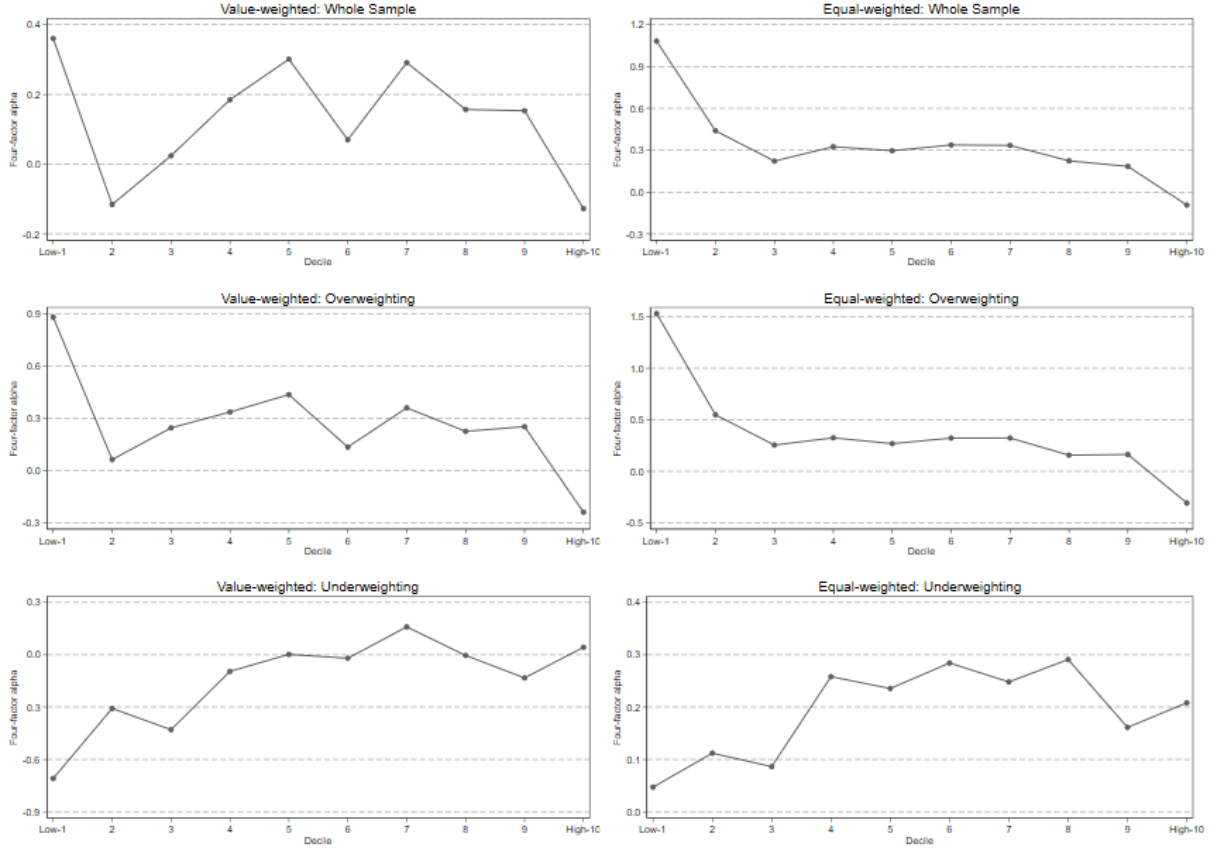 Value-weighted: Whole Sample
Four-factor alpha
0.4
0.2
0.0
-0.2
Low-1 2 3 4 5 6 7 8 9 High-10
Decile
Equal-weighted: Whole Sample
Four-factor alpha
1.2
0.9
0.6
0.3
0.0
-0.3
Low-1 2 3 4 5 6 7 8 9 High-10
Decile
Value-weighted: Overweighting
Four-factor alpha
0.9
0.6
0.3
0.0
-0.3
Low-1 2 3 4 5 6 7 8 9 High-10
Decile
Equal-weighted: Overweighting
Four-factor alpha
1.5
1.0
0.5
0.0
-0.5
Low-1 2 3 4 5 6 7 8 9 High-10
Decile
Value-weighted: Underweighting
Four-factor alpha
0.3
0.0
0.3
-0.6
-0.9
Low-1 2 3 4 5 6 7 8 9 High-10
Decile
Equal-weighted: Underweighting
Four-factor alpha
0.4
0.3
0.2
0.1
0.0
Low-1 2 3 4 5 6 7 8 9 High-10
Decile